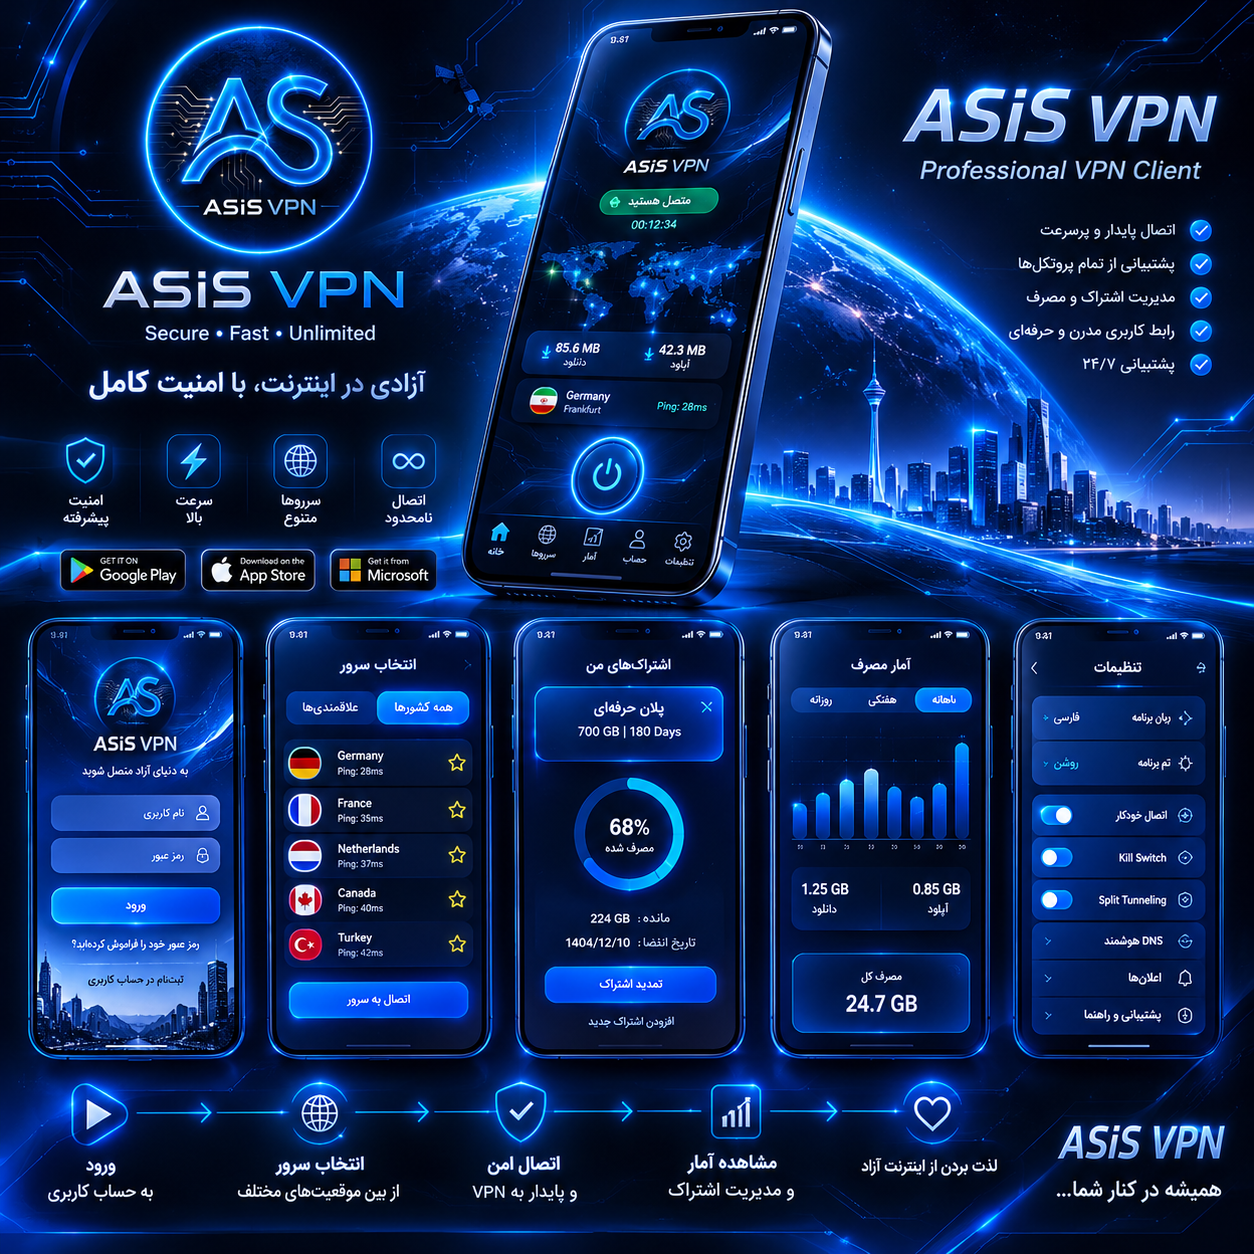 AS
ASiS VPN
ASiS VPN
Secure • Fast • Unlimited
آزادی در اینترنت، با امنیت کامل
امنیت
پیشرفته
سرعت
بالا
سرورها
متنوع
اتصال
نامحدود
GET IT ON
Google Play
Download on the
App Store
Get it from
Microsoft
AS
ASiS VPN
متصل هستید
00:12:34
85.6 MB
دانلود
42.3 MB
آپلود
Germany
Frankfurt
Ping: 28ms
خانه
سرورها
آمار
حساب
تنظیمات
ASiS VPN
Professional VPN Client
اتصال پایدار و پرسرعت
پشتیبانی از تمام پروتکل‌ها
مدیریت اشتراک و مصرف
رابط کاربری مدرن و حرفه‌ای
پشتیبانی ۲۴/۷
AS
ASiS VPN
به دنیای آزاد متصل شوید
نام کاربری
رمز عبور
ورود
رمز عبور خود را فراموش کرده‌اید؟
ثبت‌نام در حساب کاربری
انتخاب سرور
همه کشورها
علاقمندی‌ها
Germany
Ping: 28ms
France
Ping: 35ms
Netherlands
Ping: 37ms
Canada
Ping: 40ms
Turkey
Ping: 42ms
اتصال به سرور
اشتراک‌های من
پلان حرفه‌ای
700 GB | 180 Days
68%
مصرف شده
مانده : 224 GB
تاریخ انقضا : 1404/12/10
تمدید اشتراک
افزودن اشتراک جدید
آمار مصرف
روزانه
هفتگی
ماهانه
1.25 GB
دانلود
0.85 GB
آپلود
مصرف کل
24.7 GB
تنظیمات
زبان برنامه
فارسی
تم برنامه
روشن
اتصال خودکار
Kill Switch
Split Tunneling
DNS هوشمند
اعلان‌ها
پشتیبانی و راهنما
ورود
به حساب کاربری
انتخاب سرور
از بین موقعیت‌های مختلف
اتصال امن
و پایدار به VPN
مشاهده آمار
و مدیریت اشتراک
لذت بردن از اینترنت آزاد
ASiS VPN
همیشه در کنار شما...